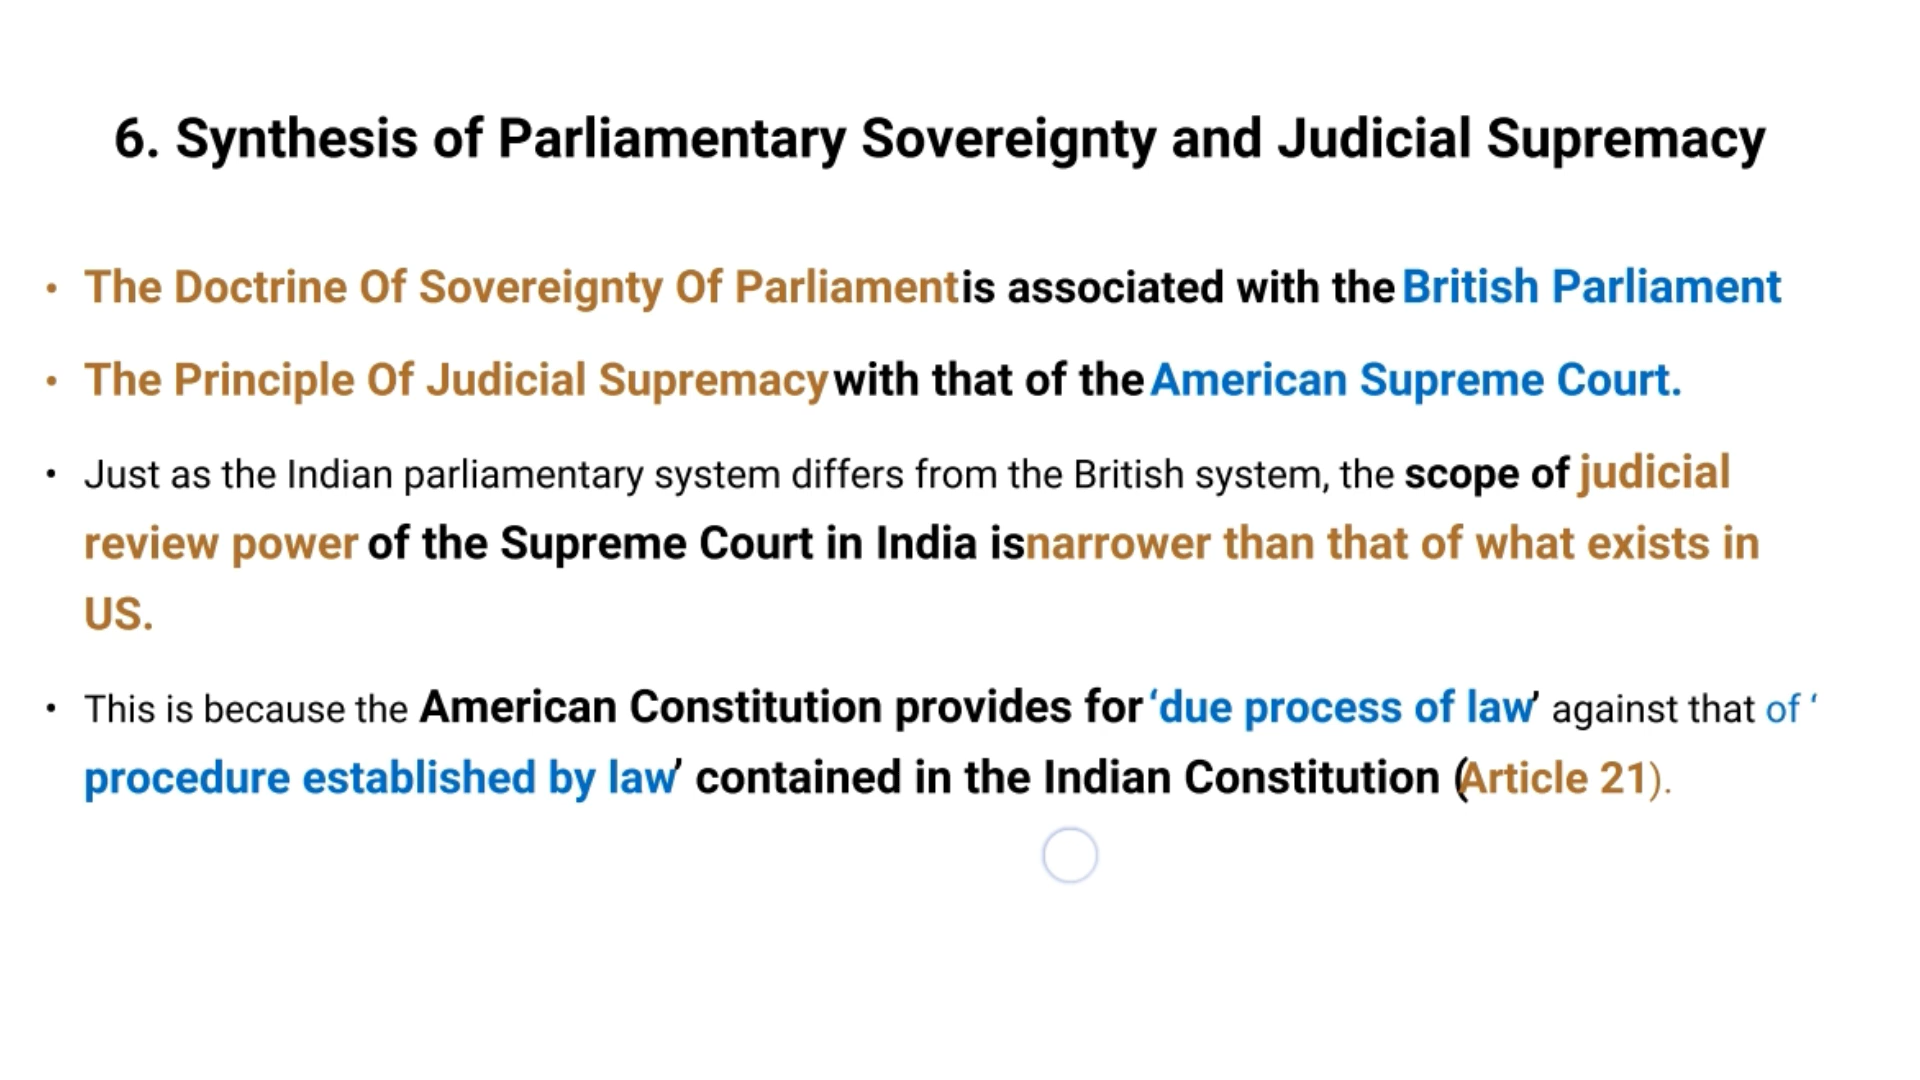 6. Synthesis of Parliamentary Sovereignty and Judicial Supremacy
• The Doctrine Of Sovereignty Of Parliament is associated with the British Parliament
• The Principle Of Judicial Supremacy with that of the American Supreme Court.
• Just as the Indian parliamentary system differs from the British system, the scope of judicial
review power of the Supreme Court in India is narrower than that of what exists in
US.
• This is because the American Constitution provides for ‘due process of law’ against that of ‘
procedure established by law’ contained in the Indian Constitution (Article 21).